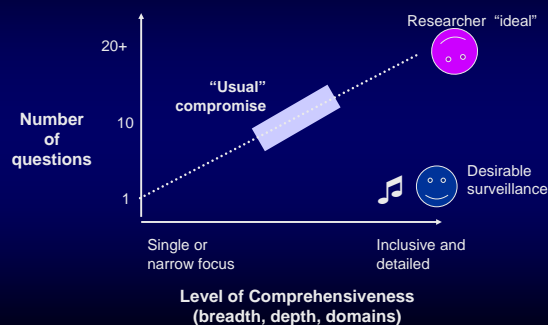 Researcher “ideal”
20+
“Usual”
compromise
Number
of
questions
10
Desirable
surveillance
1
Single or
narrow focus
Inclusive and
detailed
Level of Comprehensiveness
(breadth, depth, domains)